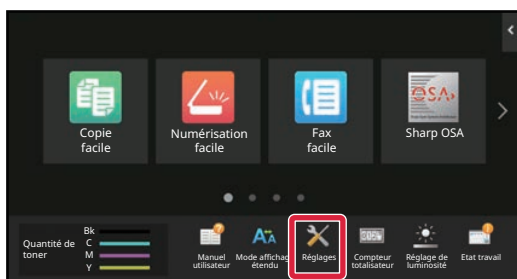 Copie
facile
Numérisation
facile
Fax
facile
OSA
Sharp OSA
Quantité de
toner
Bk
C
M
Y
Manuel
utilisateur
Mode affichag
étendu
Réglages
Compteur
totalisateur
Réglage de
luminosité
Etat travail